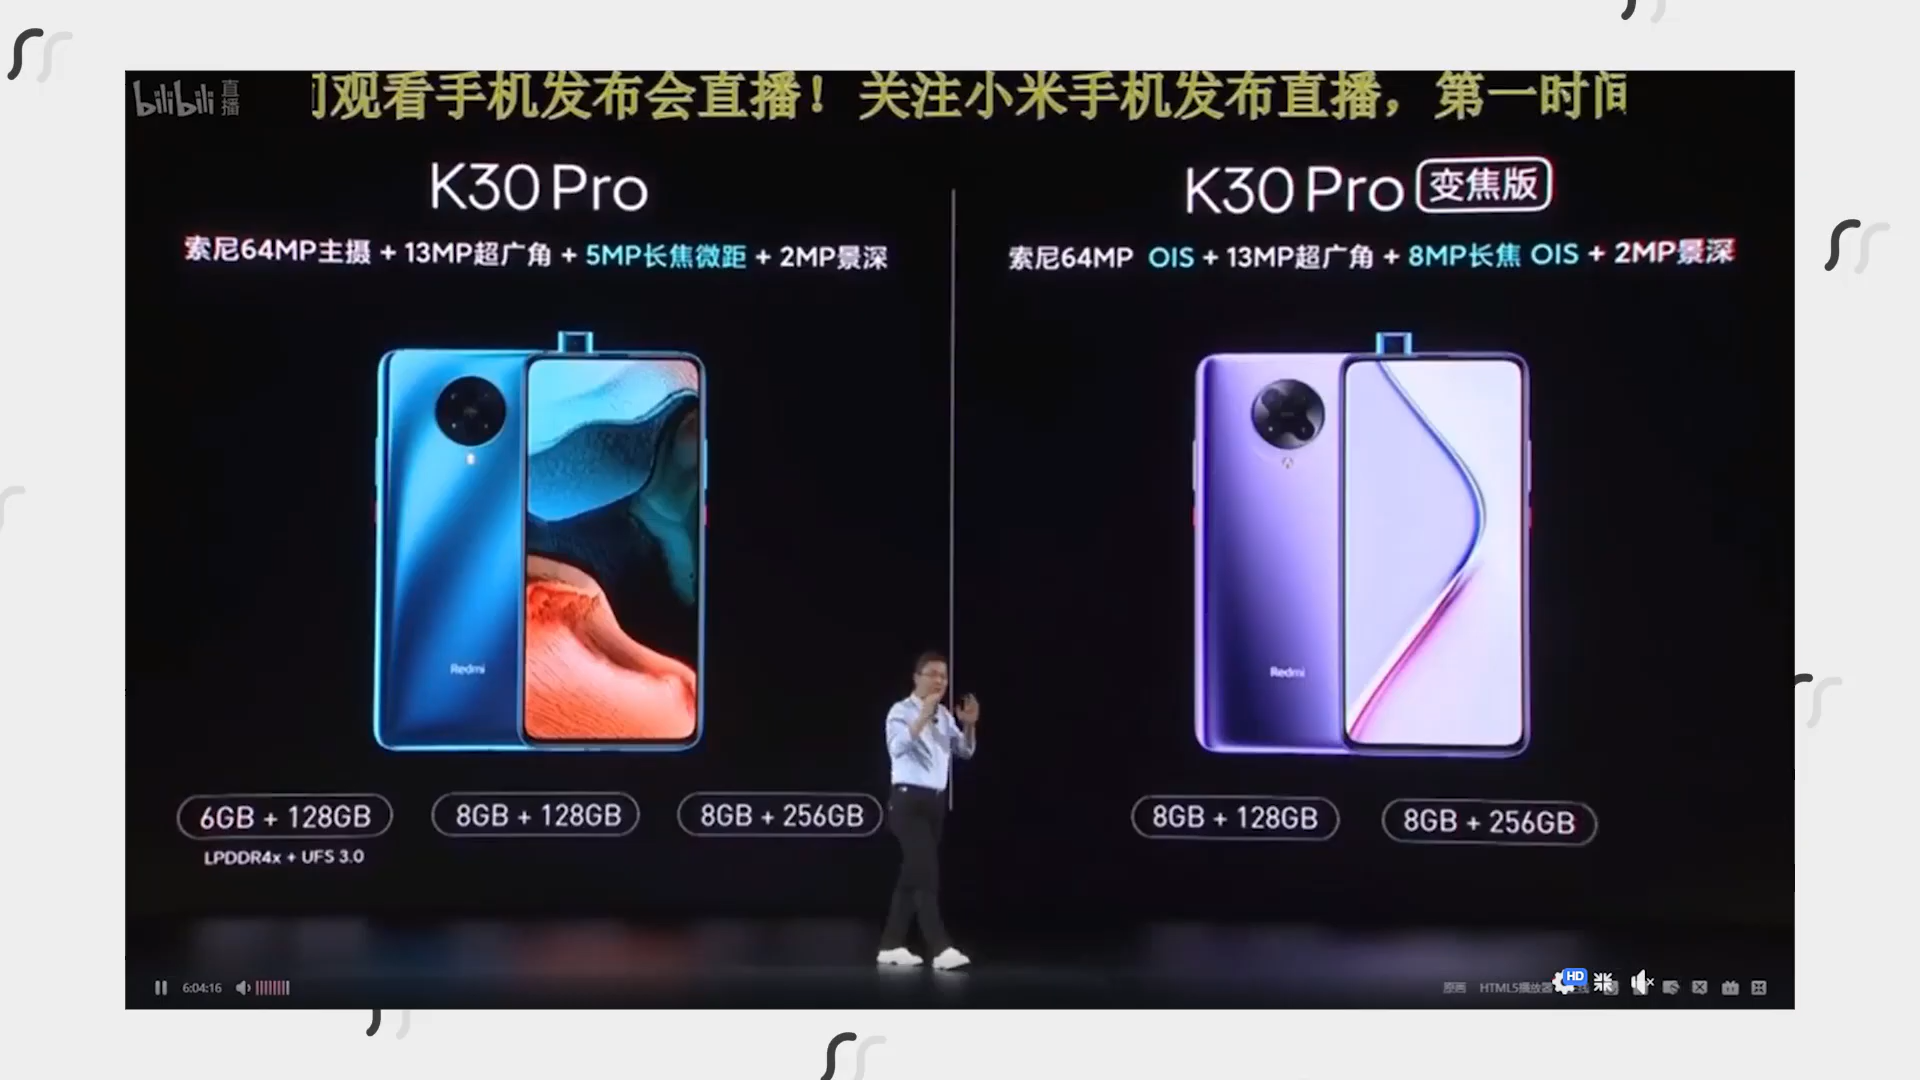 bilibili 直播
观看手机发布会直播！关注小米手机发布直播，第一时间
K30 Pro
索尼64MP主摄 + 13MP超广角 + 5MP长焦微距 + 2MP景深
Redmi
6GB + 128GB
8GB + 128GB
8GB + 256GB
LPDDR4x + UFS 3.0
K30 Pro 变焦版
索尼64MP OIS + 13MP超广角 + 8MP长焦 OIS + 2MP景深
Redmi
8GB + 128GB
8GB + 256GB
6:04:16
原画 HTML5播放器
HD